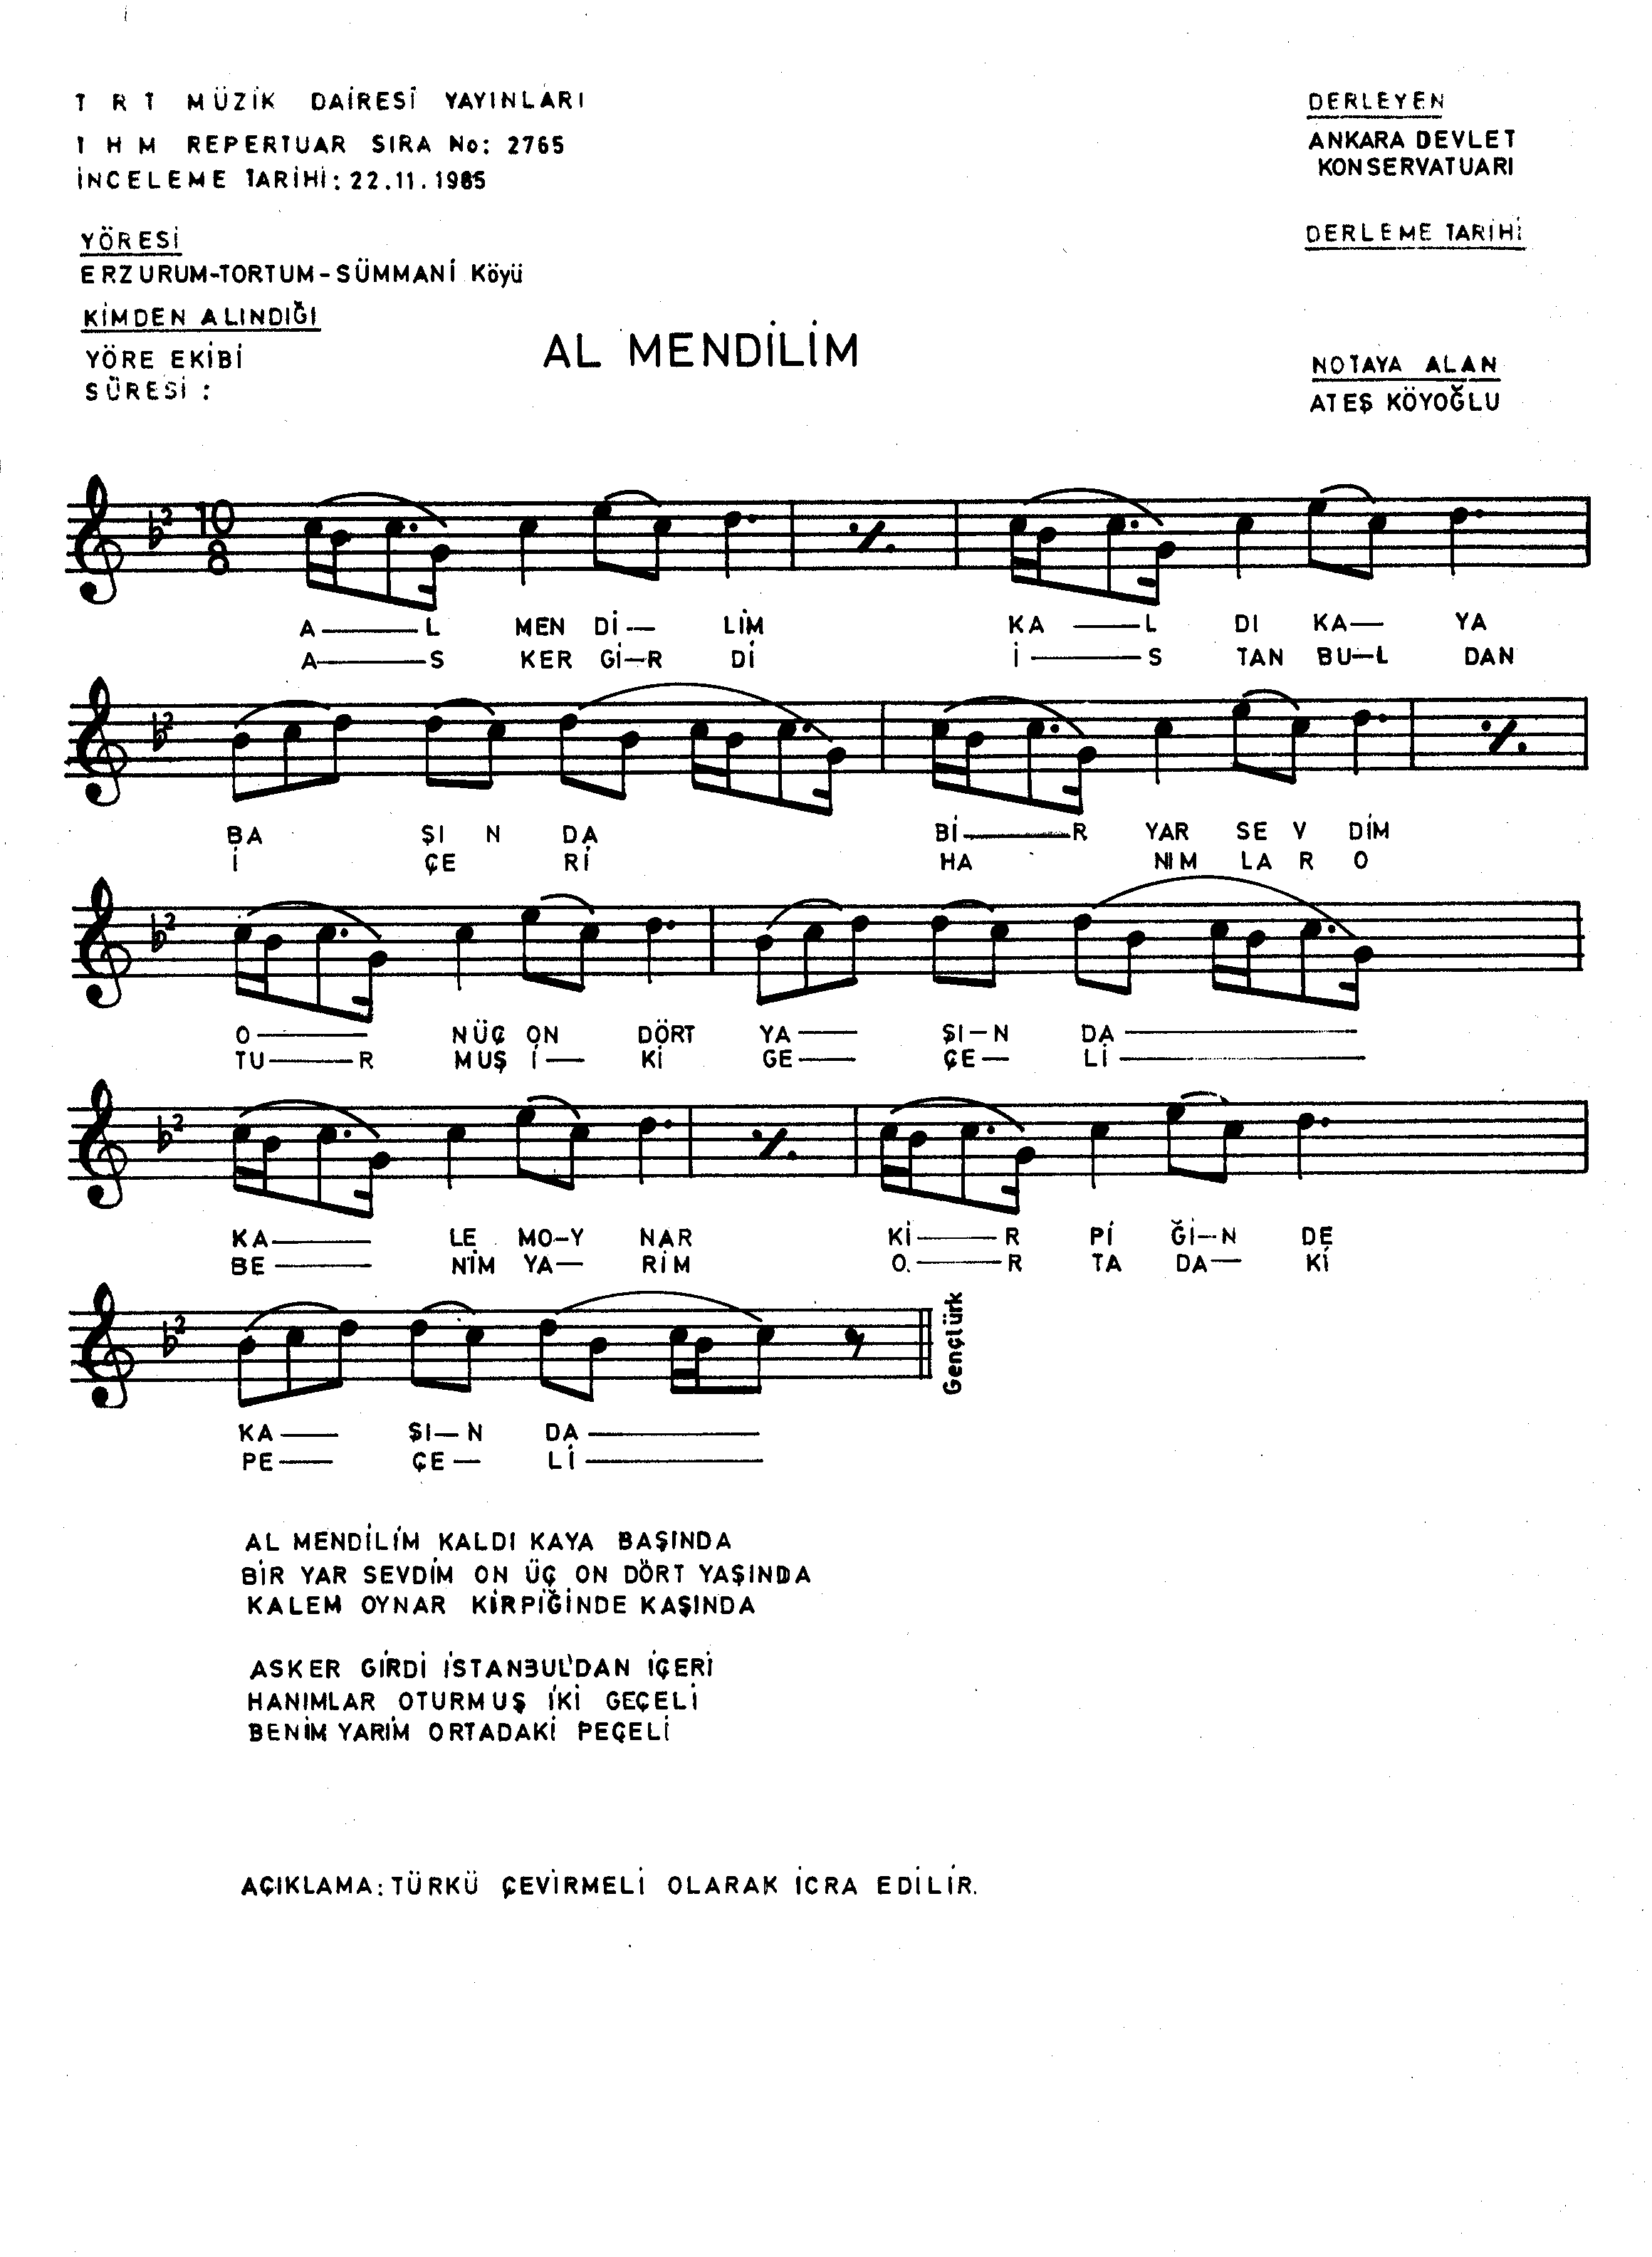 T R T MÜZİK DAİRESİ YAYINLARI
T H M REPERTUAR SIRA No: 2765
İNCELEME TARİHİ: 22.11.1985
DERLEYEN
ANKARA DEVLET
KONSERVATUARI
YÖRESİ
ERZURUM-TORTUM-SÜMMANİ Köyü
DERLEME TARİHİ
KİMDEN ALINDIĞI
YÖRE EKİBİ
SÜRESİ :
AL MENDİLİM
NOTAYA ALAN
ATEŞ KÖYOĞLU
2 10 8
A——L MEN Dİ— LİM KA——L DI KA— YA
A——S KER Gİ—R Dİ İ——S TAN BU—L DAN
2
BA ŞI N DA Bİ——R YAR SE V DİM
İ ÇE Rİ HA NIM LA R O
2
O—— NÜÇ ON DÖRT YA— ŞI—N DA——
TU——R MUŞ İ— Kİ GE— ÇE— Lİ——
2
KA—— LE MO—Y NAR Kİ——R Pİ Ğİ—N DE
BE—— NİM YA— RİM O.——R TA DA— Kİ
2
Gençtürk
KA— ŞI—N DA——
PE— ÇE— Lİ——
AL MENDİLİM KALDI KAYA BAŞINDA
BİR YAR SEVDİM ON ÜÇ ON DÖRT YAŞINDA
KALEM OYNAR KİRPİĞİNDE KAŞINDA
ASKER GİRDİ İSTANBUL'DAN İÇERİ
HANIMLAR OTURMUŞ İKİ GEÇELİ
BENİM YARİM ORTADAKİ PEÇELİ
AÇIKLAMA: TÜRKÜ ÇEVİRMELİ OLARAK İCRA EDİLİR.